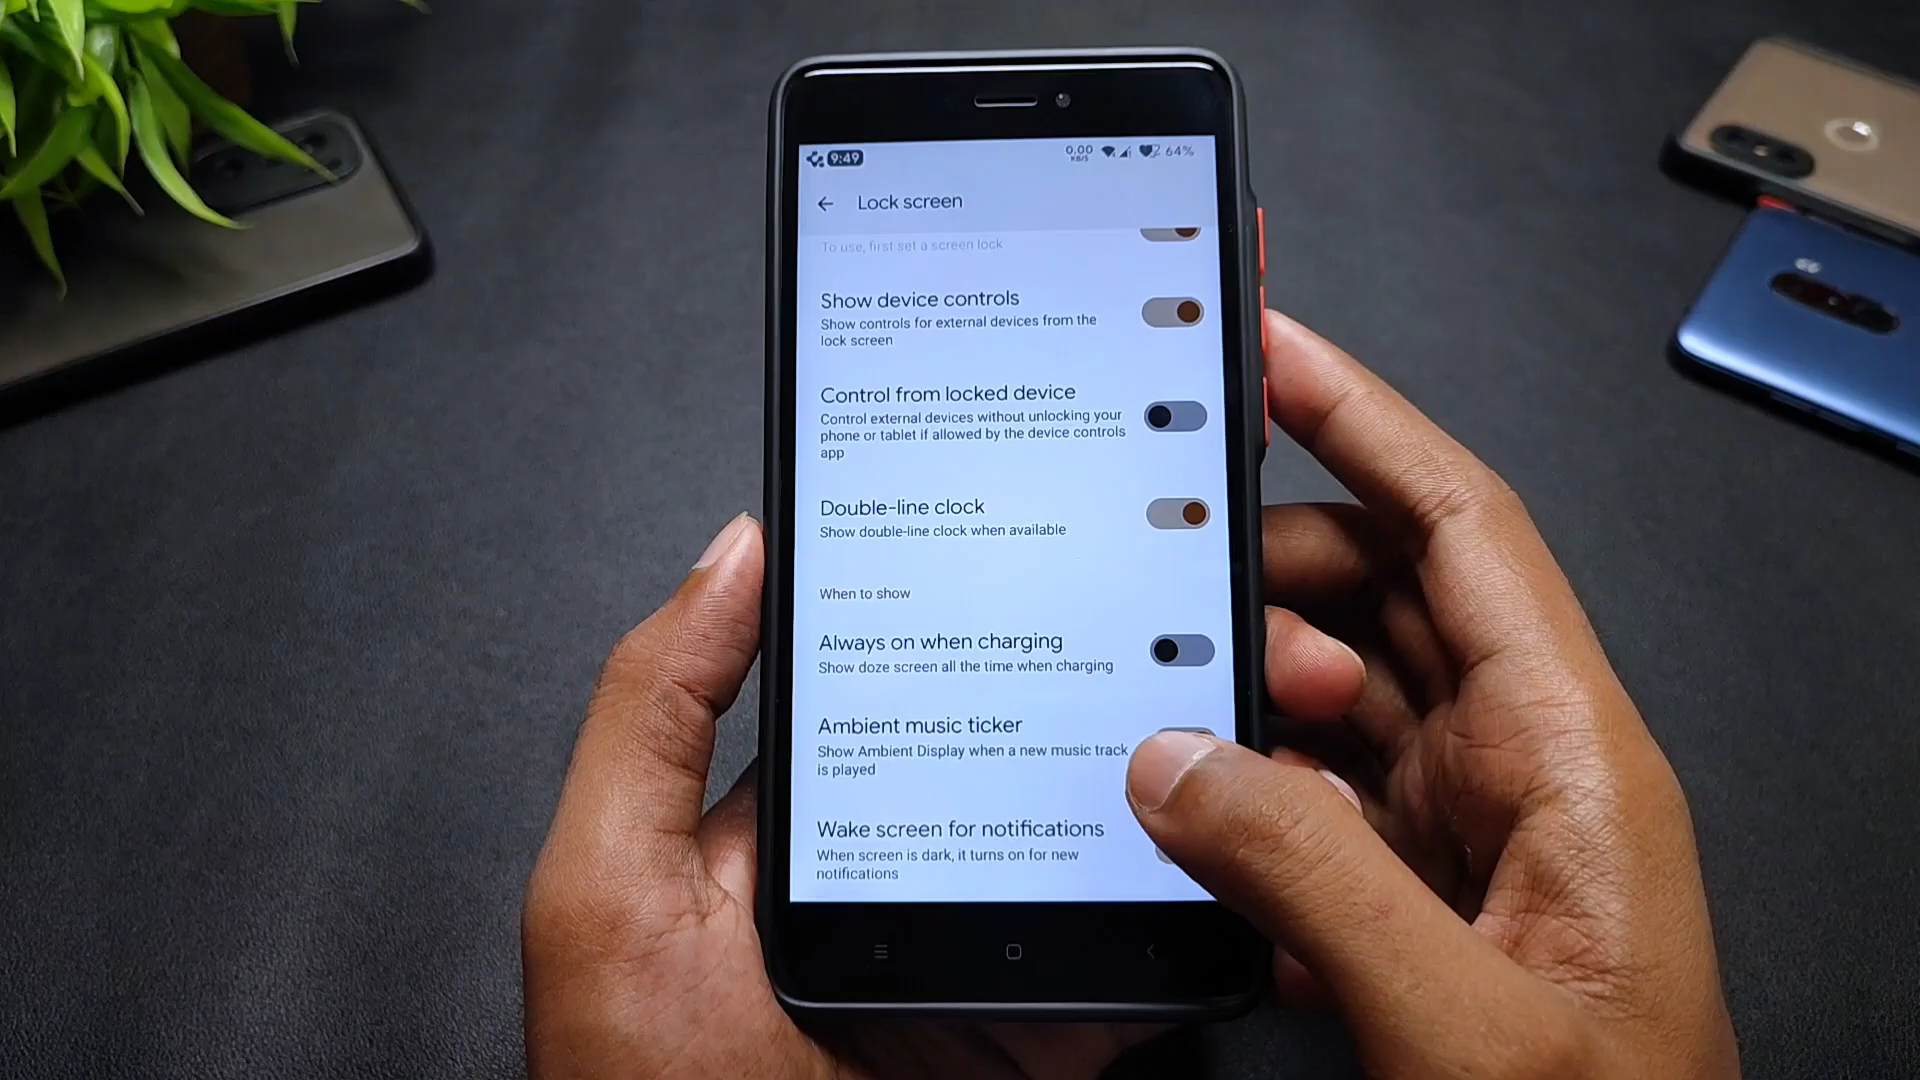 9:49
0.00
KB/S
64%
Lock screen
To use, first set a screen lock
Show device controls
Show controls for external devices from the
lock screen
Control from locked device
Control external devices without unlocking your
phone or tablet if allowed by the device controls
app
Double-line clock
Show double-line clock when available
When to show
Always on when charging
Show doze screen all the time when charging
Ambient music ticker
Show Ambient Display when a new music track
is played
Wake screen for notifications
When screen is dark, it turns on for new
notifications